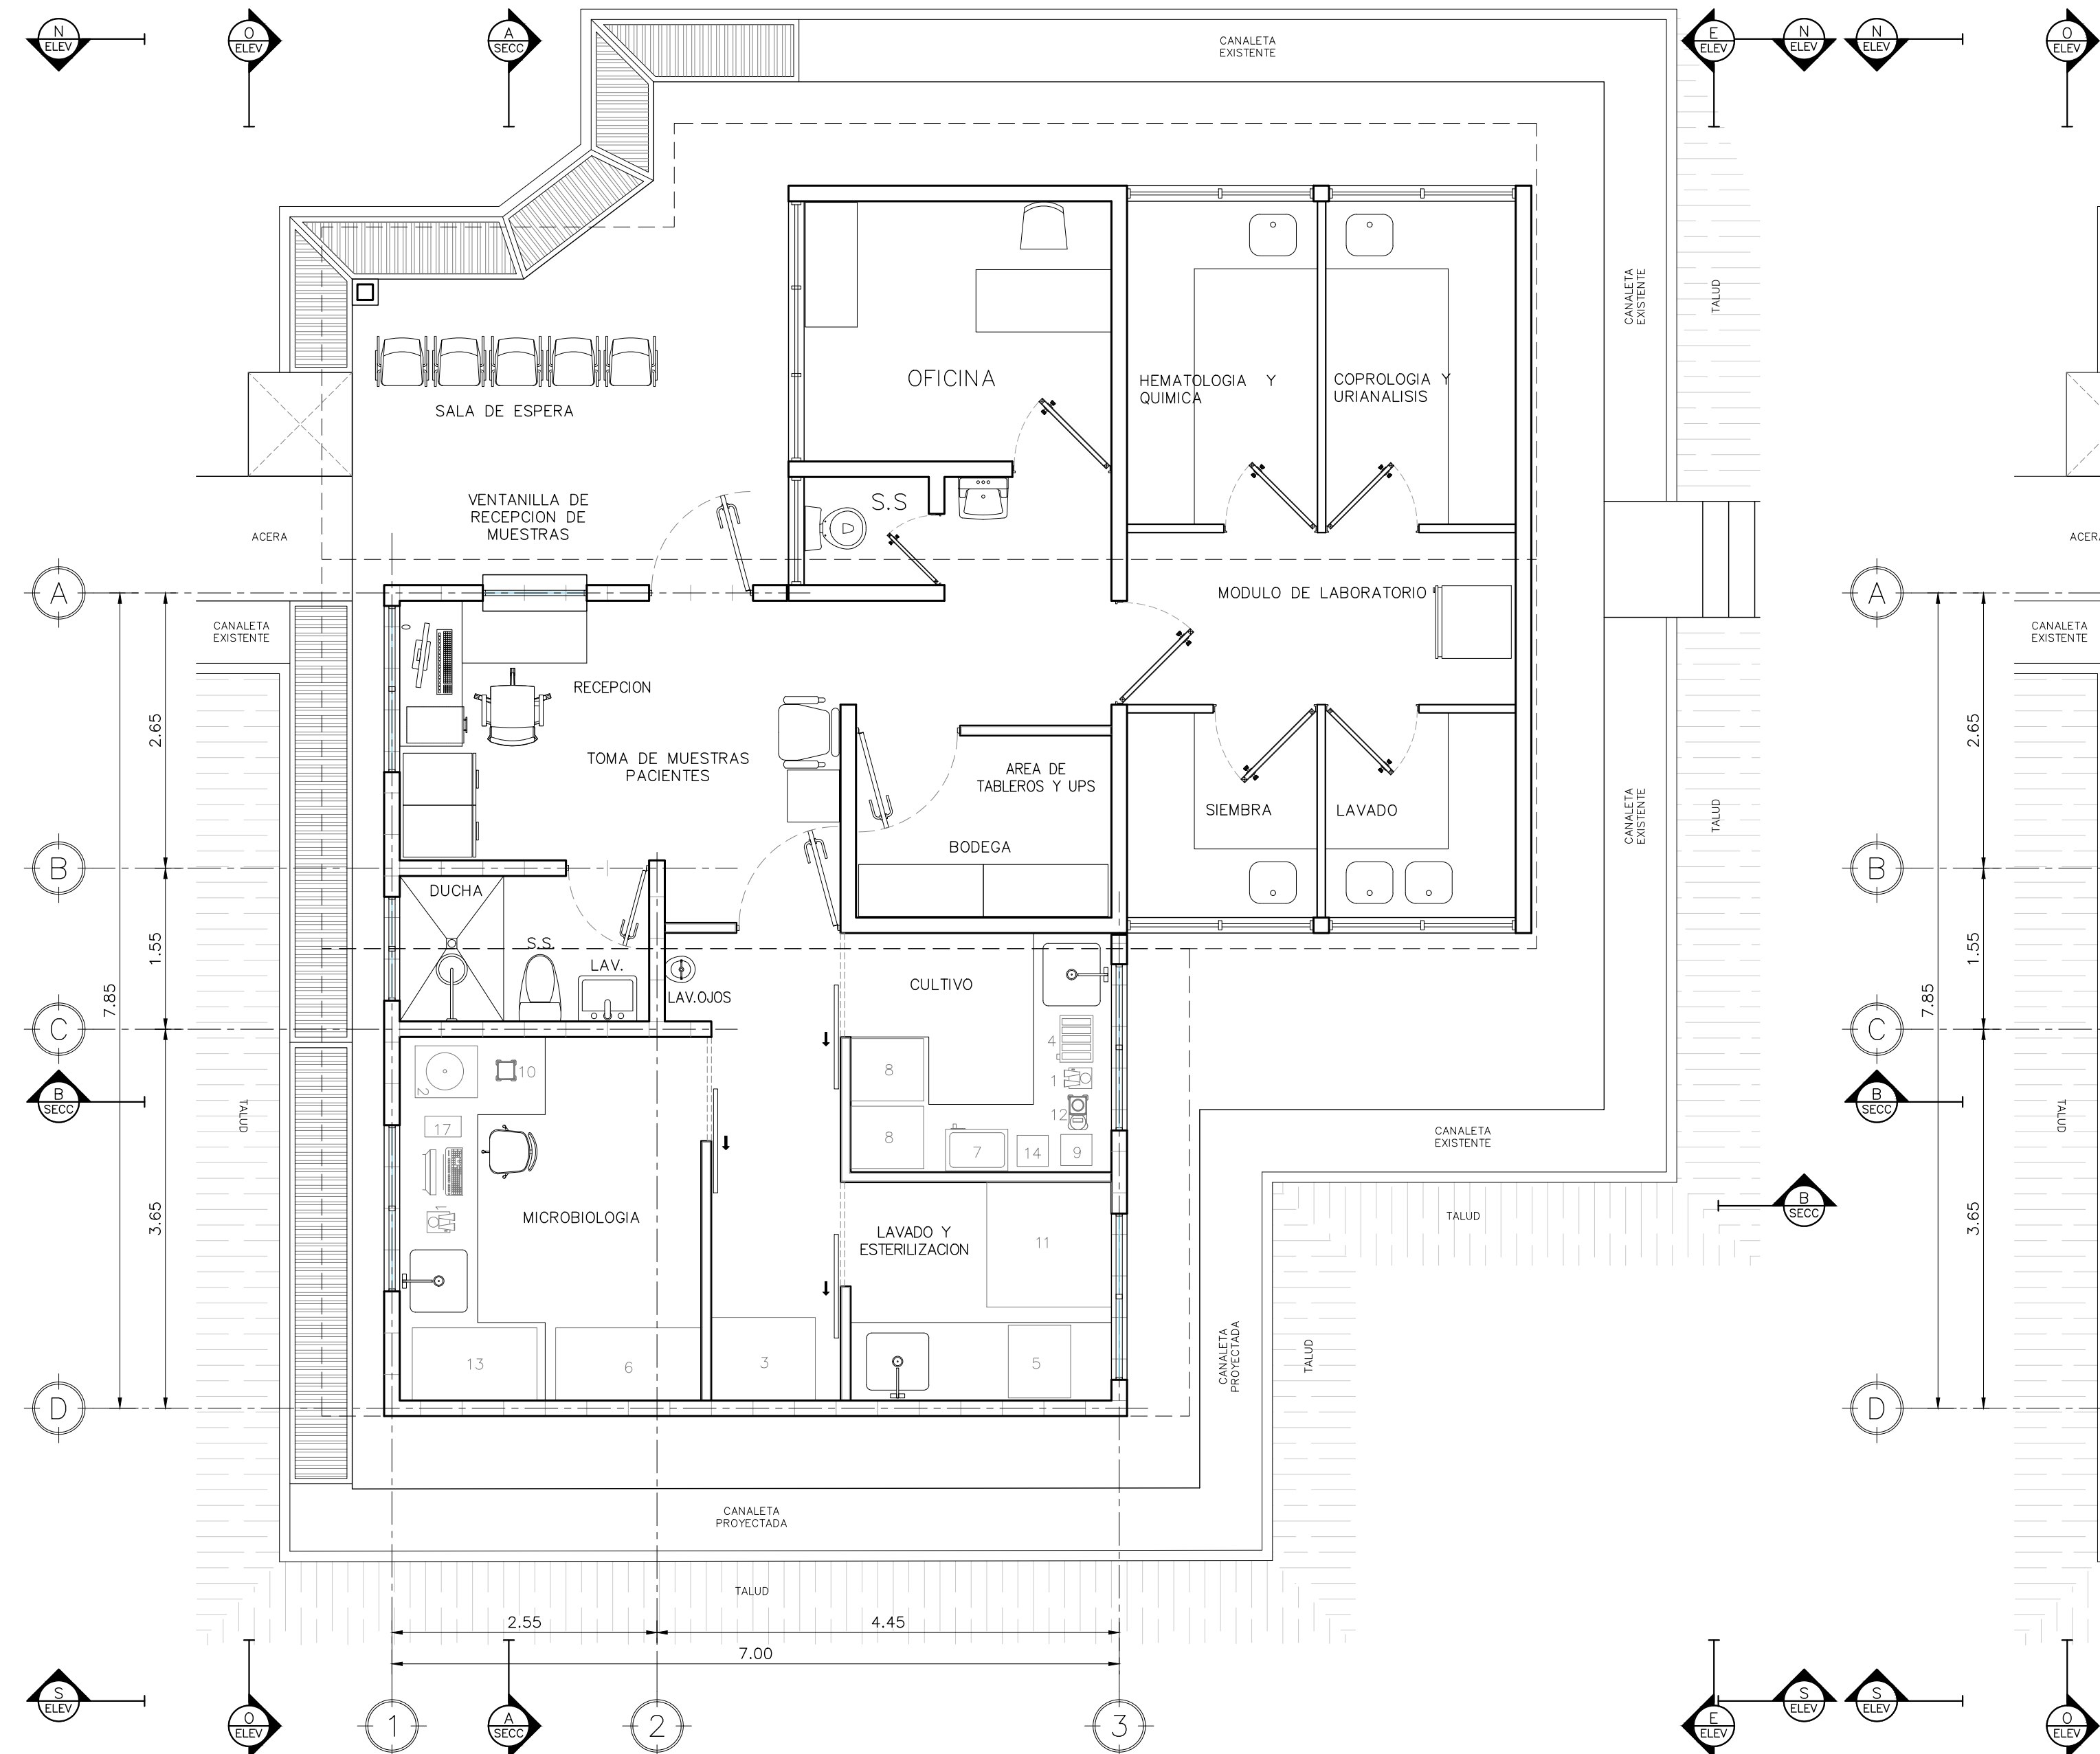 N
ELEV
O
ELEV
A
SECC
CANALETA
EXISTENTE
E
ELEV
N
ELEV
N
ELEV
O
ELEV
CANALETA
EXISTENTE
TALUD
OFICINA
HEMATOLOGIA Y
QUIMICA
COPROLOGIA Y
URIANALISIS
SALA DE ESPERA
S.S
VENTANILLA DE
RECEPCION DE
MUESTRAS
ACERA
ACERA
A
MODULO DE LABORATORIO
A
CANALETA
EXISTENTE
CANALETA
EXISTENTE
RECEPCION
2.65
2.65
TOMA DE MUESTRAS
PACIENTES
AREA DE
TABLEROS Y UPS
SIEMBRA
LAVADO
CANALETA
EXISTENTE
TALUD
BODEGA
B
B
DUCHA
S.S.
LAV.
LAV.OJOS
CULTIVO
1.55
7.85
1.55
7.85
C
C
4
8
10
2
1
12
B
SECC
TALUD
17
8
7
14
9
CANALETA
EXISTENTE
B
SECC
TALUD
1
MICROBIOLOGIA
3.65
LAVADO Y
ESTERILIZACION
11
TALUD
B
SECC
3.65
13
6
3
5
CANALETA
PROYECTADA
TALUD
D
D
CANALETA
PROYECTADA
TALUD
2.55
4.45
7.00
S
ELEV
O
ELEV
1
A
SECC
2
3
E
ELEV
S
ELEV
S
ELEV
O
ELEV